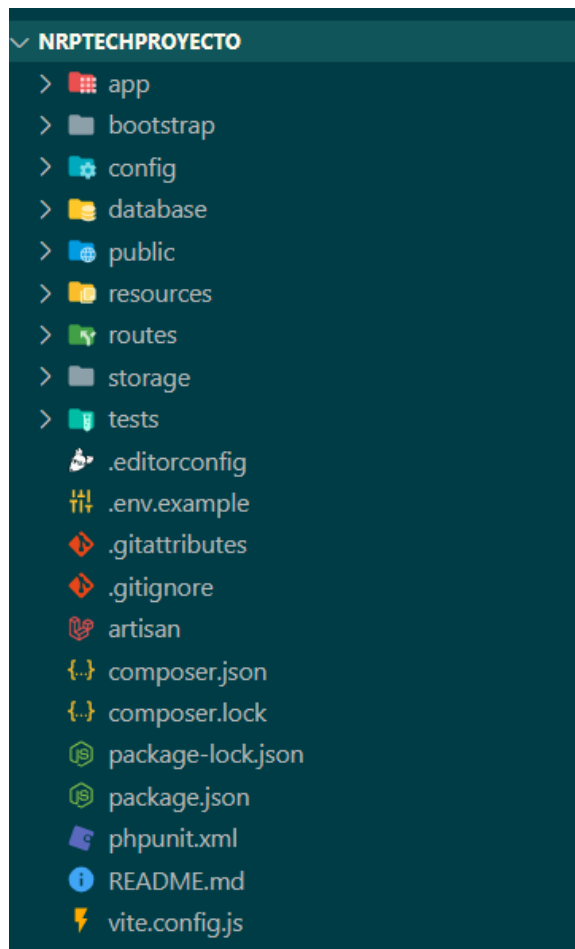 NRPTECHPROYECTO
app
bootstrap
config
database
public
resources
routes
storage
tests
.editorconfig
.env.example
.gitattributes
.gitignore
artisan
composer.json
composer.lock
package-lock.json
package.json
phpunit.xml
README.md
vite.config.js